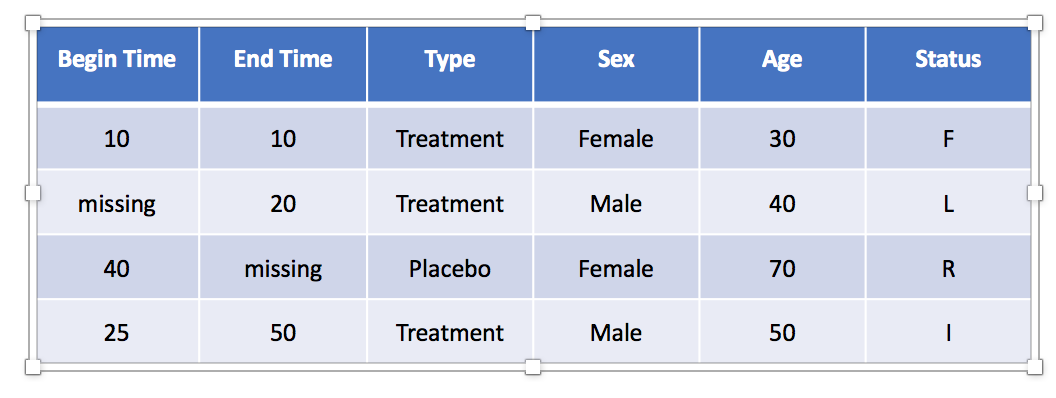 Begin Time End Time Type Sex Age Status
10 10 Treatment Female 30 F
missing 20 Treatment Male 40 L
40 missing Placebo Female 70 R
25 50 Treatment Male 50 I